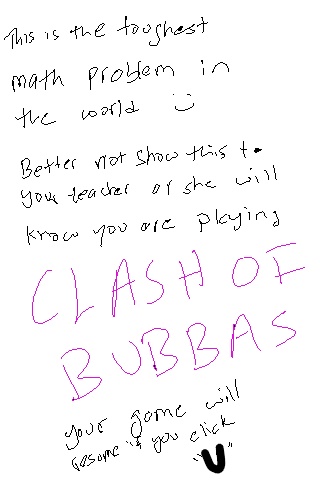 This is the toughest
math problem in
the world :)
Better not show this to
your teacher or she will
know you are playing
CLASH OF
BUBBAS
your game will
resume if you click
"U"